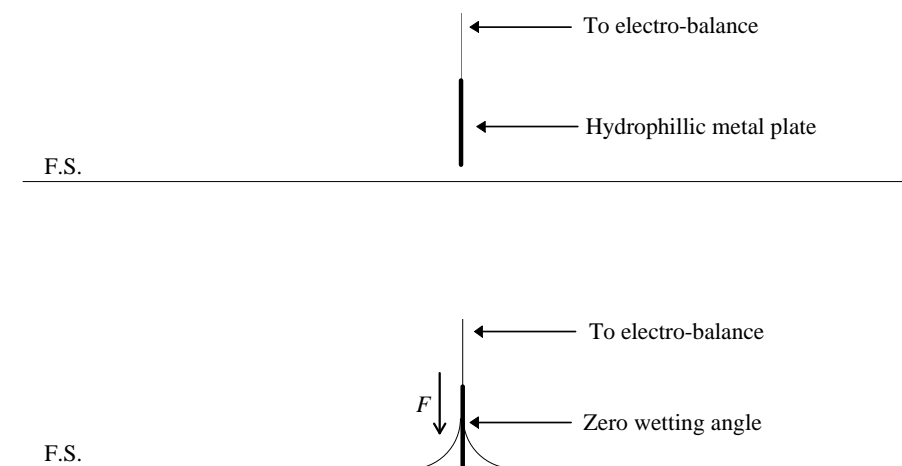 To electro-balance
Hydrophillic metal plate
F.S.
To electro-balance
F
Zero wetting angle
F.S.